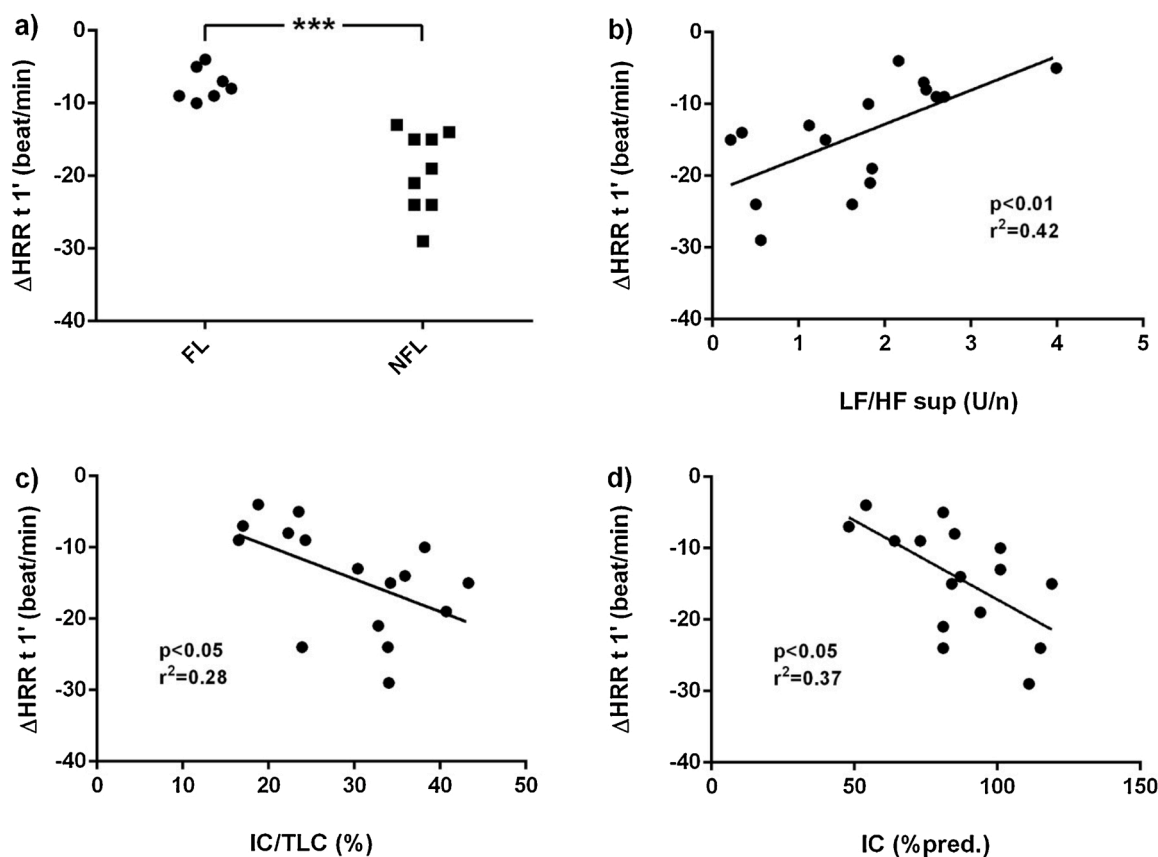 a)
ΔHRR t 1' (beat/min)
0
-10
-20
-30
-40
***
FL
NFL
b)
ΔHRR t 1' (beat/min)
0
-10
-20
-30
-40
p<0.01
r²=0.42
0 1 2 3 4 5
LF/HF sup (U/n)
c)
ΔHRR t 1' (beat/min)
0
-10
-20
-30
-40
p<0.05
r²=0.28
0 10 20 30 40 50
IC/TLC (%)
d)
ΔHRR t 1' (beat/min)
0
-10
-20
-30
-40
p<0.05
r²=0.37
0 50 100 150
IC (%pred.)